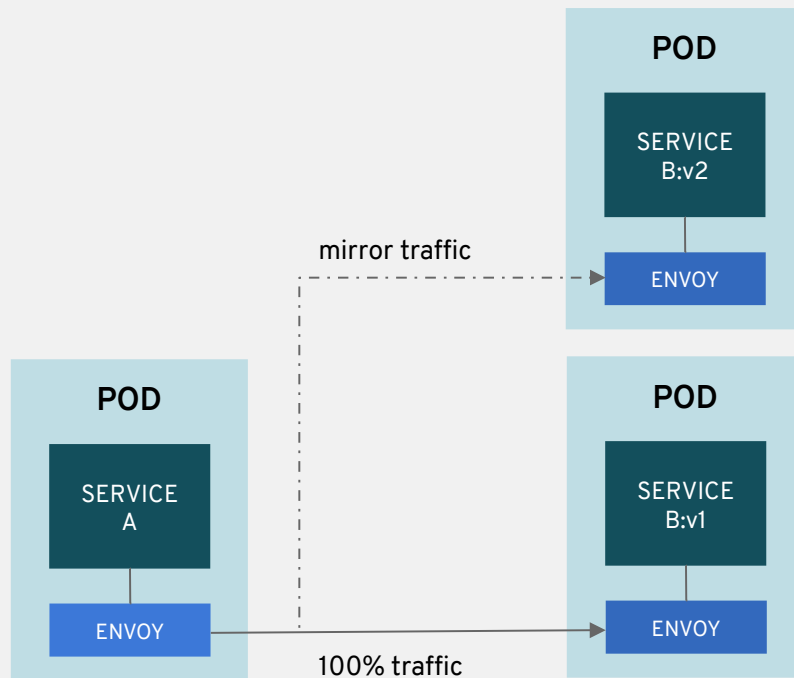 POD
SERVICE
B:v2
ENVOY
mirror traffic
POD
SERVICE
A
ENVOY
100% traffic
POD
SERVICE
B:v1
ENVOY